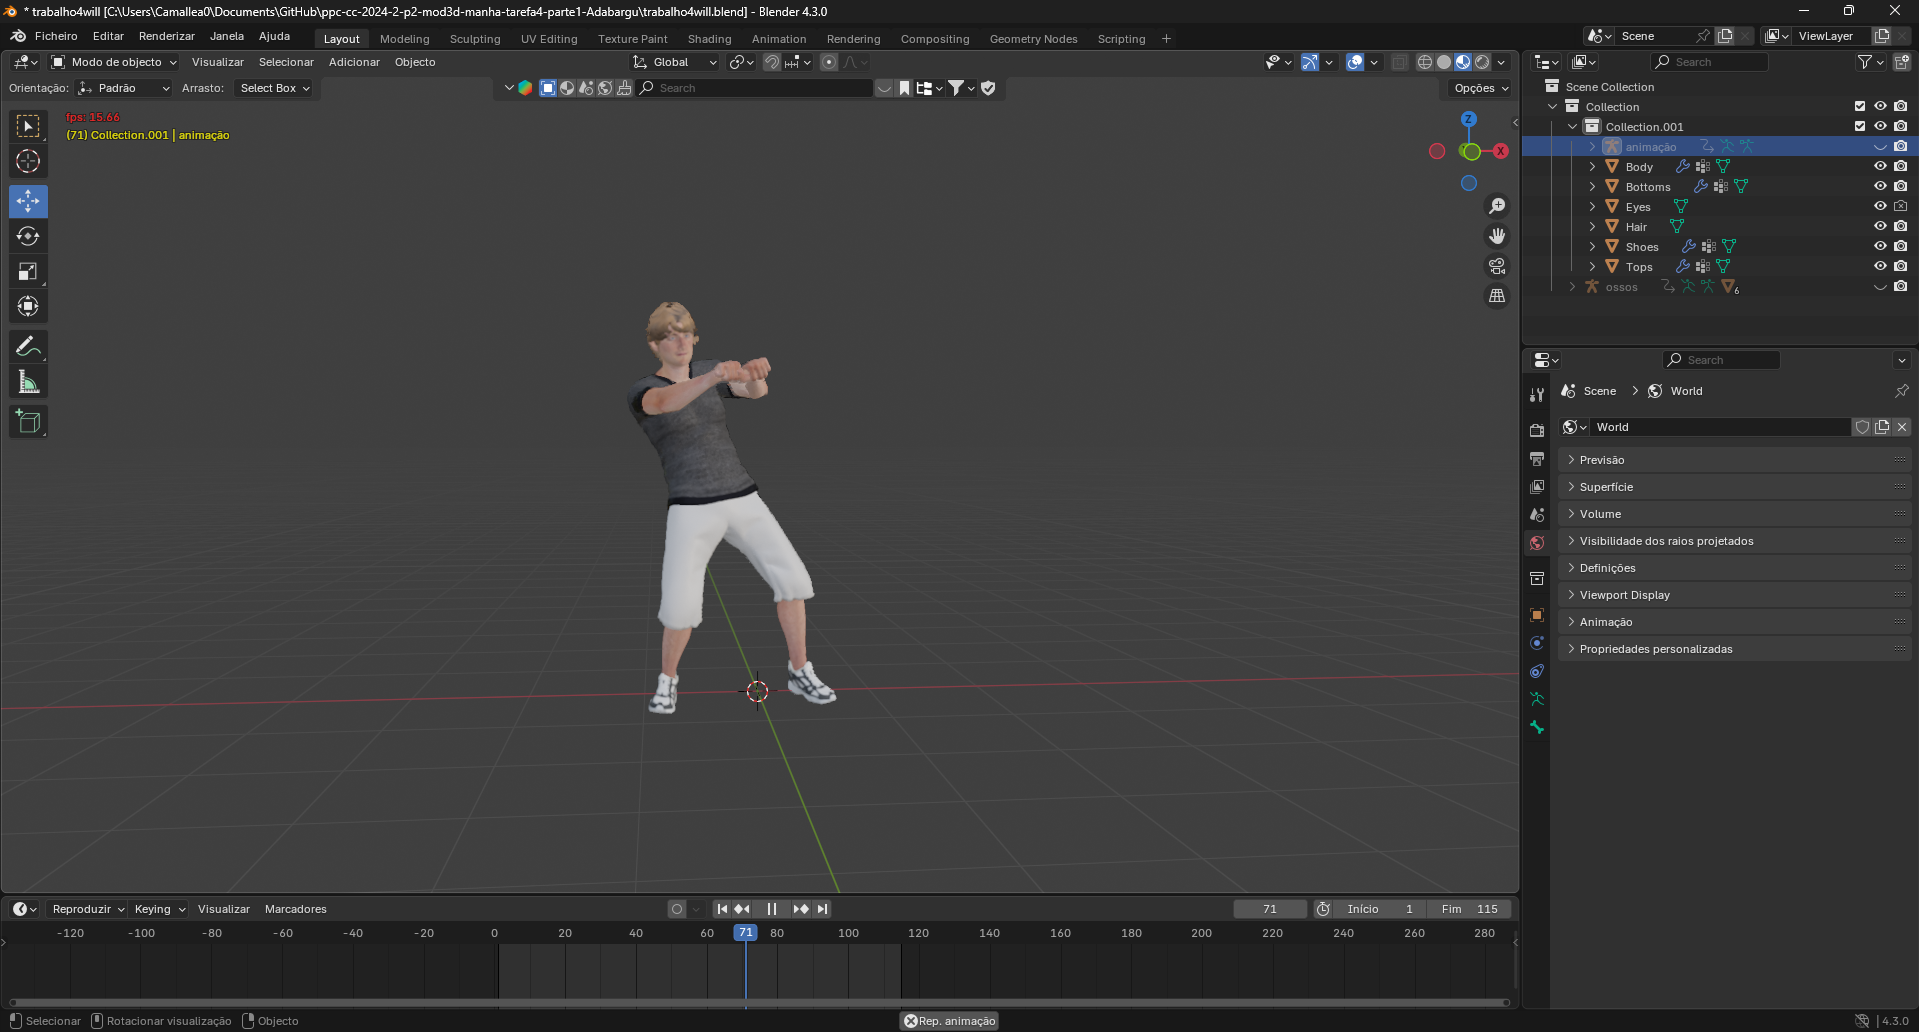 * trabalho4will [C:\Users\Camallea0\Documents\GitHub\ppc-cc-2024-2-p2-mod3d-manha-tarefa4-parte1-Adabargu\trabalho4will.blend] - Blender 4.3.0
Ficheiro Editar Renderizar Janela Ajuda Layout Modeling Sculpting UV Editing Texture Paint Shading Animation Rendering Compositing Geometry Nodes Scripting + Scene ViewLayer
Modo de objecto Visualizar Selecionar Adicionar Objecto Global Search
Orientação: Padrão Arrasto: Select Box Search Opções
Scene Collection
Collection
Collection.001
animação
Body
Bottoms
Eyes
Hair
Shoes
Tops
ossos 6
fps: 15.66
(71) Collection.001 | animação
Z
X
Search
Scene > World
World
Previsão
Superfície
Volume
Visibilidade dos raios projetados
Definições
Viewport Display
Animação
Propriedades personalizadas
Reproduzir Keying Visualizar Marcadores 71 Início 1 Fim 115
-120 -100 -80 -60 -40 -20 0 20 40 60 71 80 100 120 140 160 180 200 220 240 260 280
Selecionar Rotacionar visualização Objecto Rep. animação 4.3.0